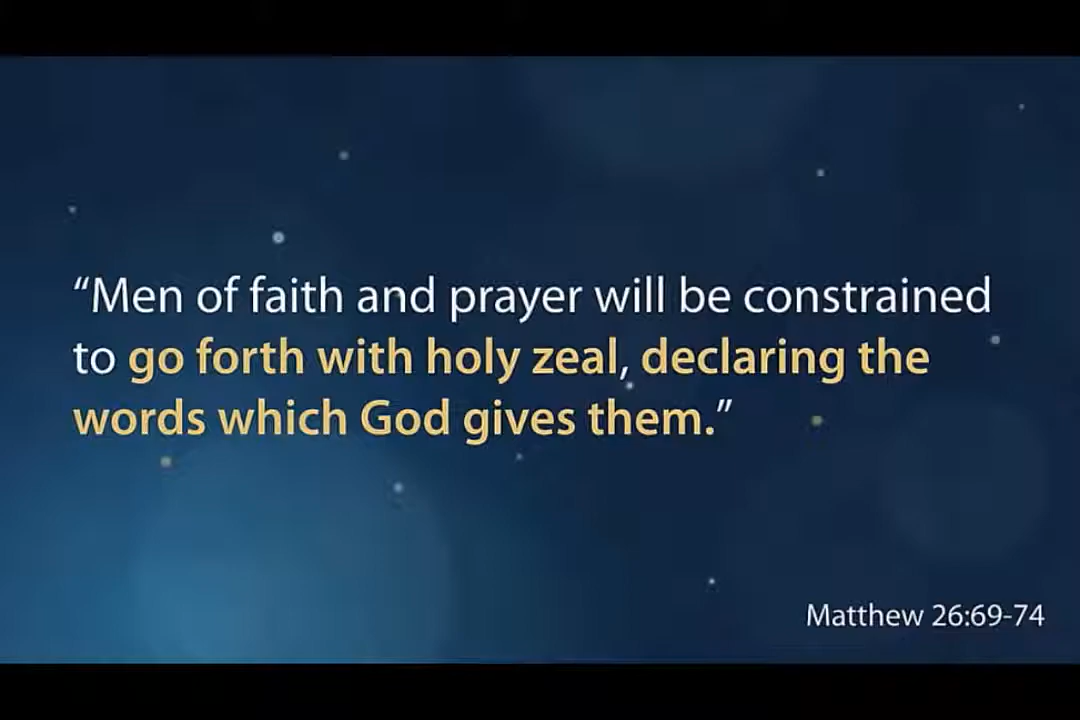 “Men of faith and prayer will be constrained
to go forth with holy zeal, declaring the
words which God gives them.”
Matthew 26:69-74